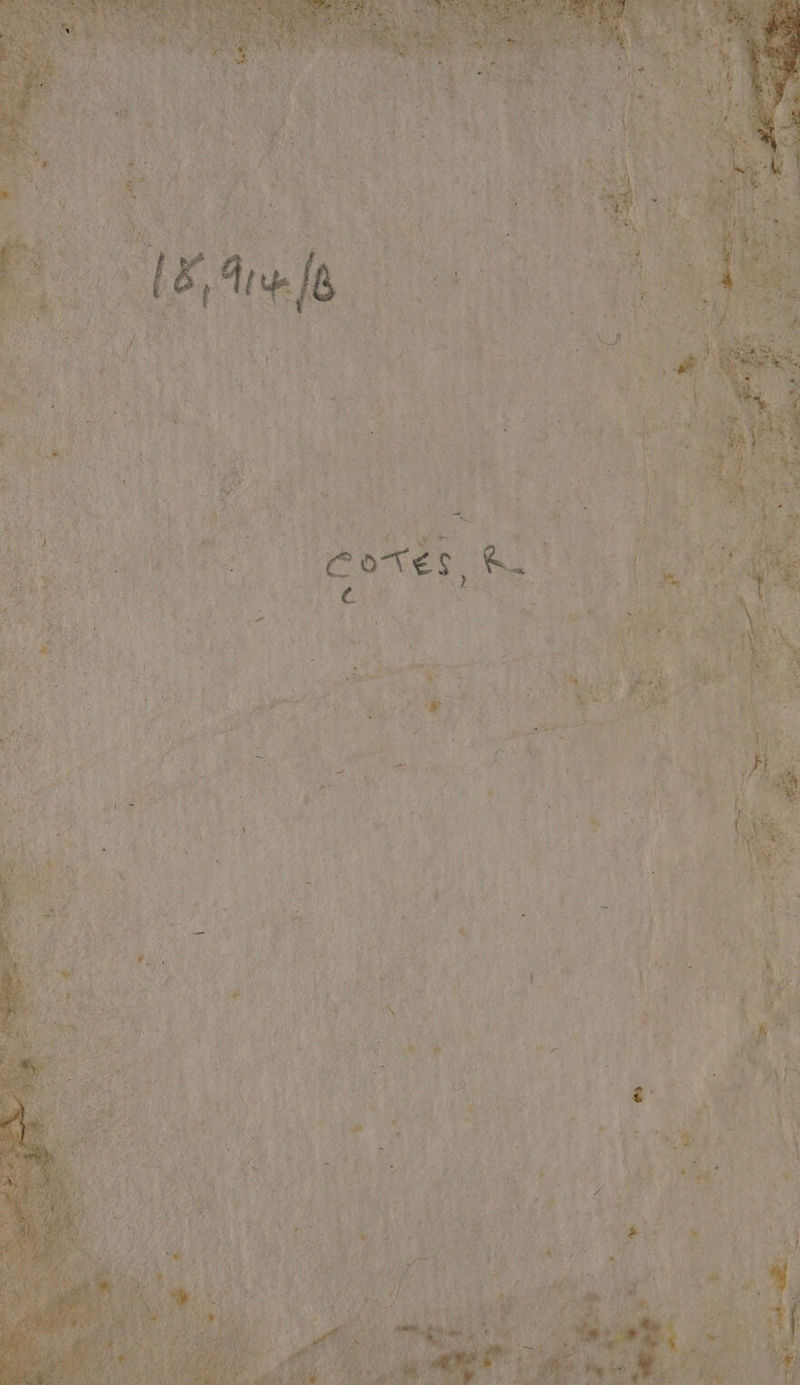 18,914/B
COTES, R.
C